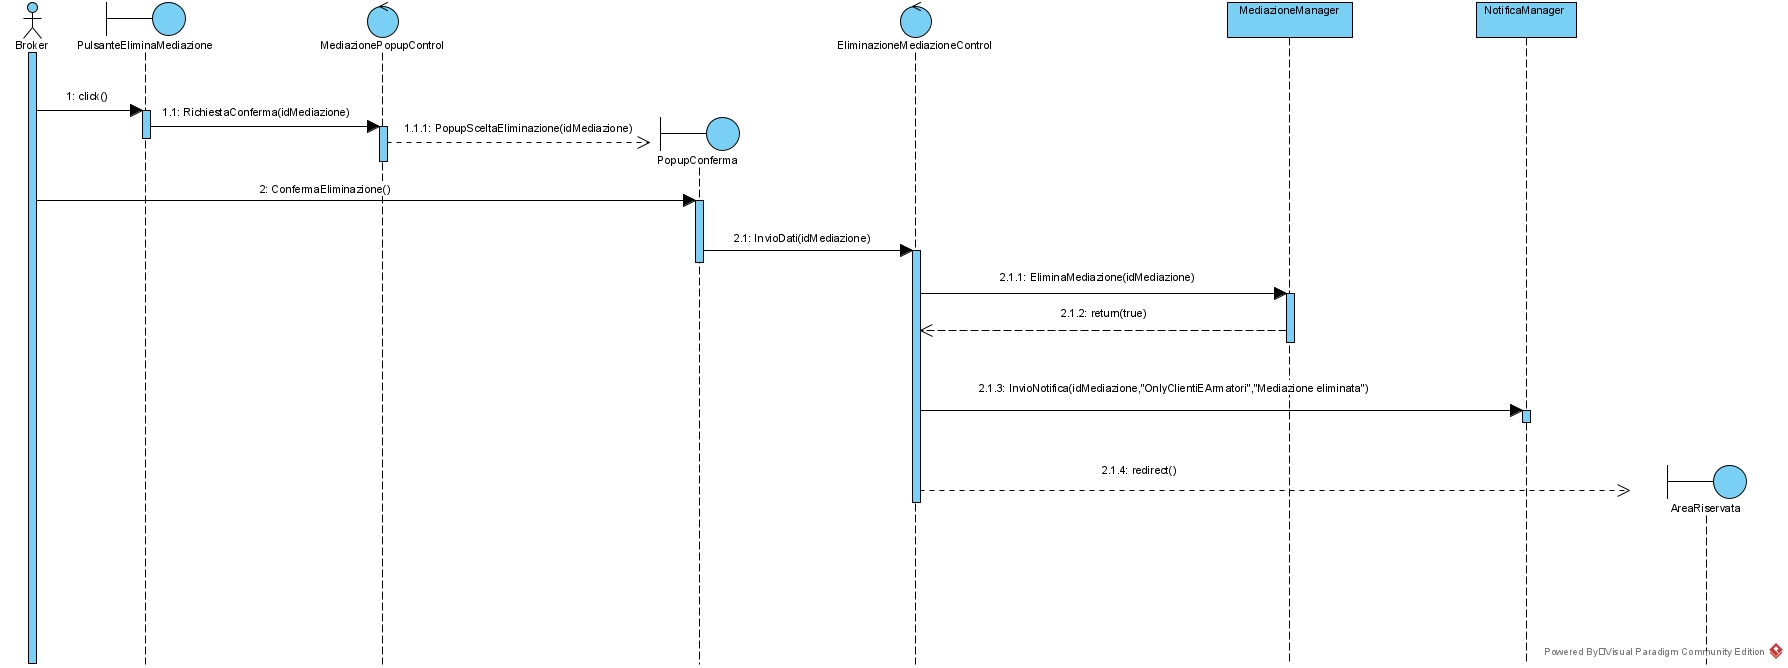 Broker
PulsanteEliminaMediazione
MediazionePopupControl
EliminazioneMediazioneControl
MediazioneManager
NotificaManager
1: click()
1.1: RichiestaConferma(idMediazione)
1.1.1: PopupSceltaEliminazione(idMediazione)
PopupConferma
2: ConfermaEliminazione()
2.1: InvioDati(idMediazione)
2.1.1: EliminaMediazione(idMediazione)
2.1.2: return(true)
2.1.3: InvioNotifica(idMediazione,"OnlyClientiEArmatori","Mediazione eliminata")
2.1.4: redirect()
AreaRiservata
Powered By Visual Paradigm Community Edition